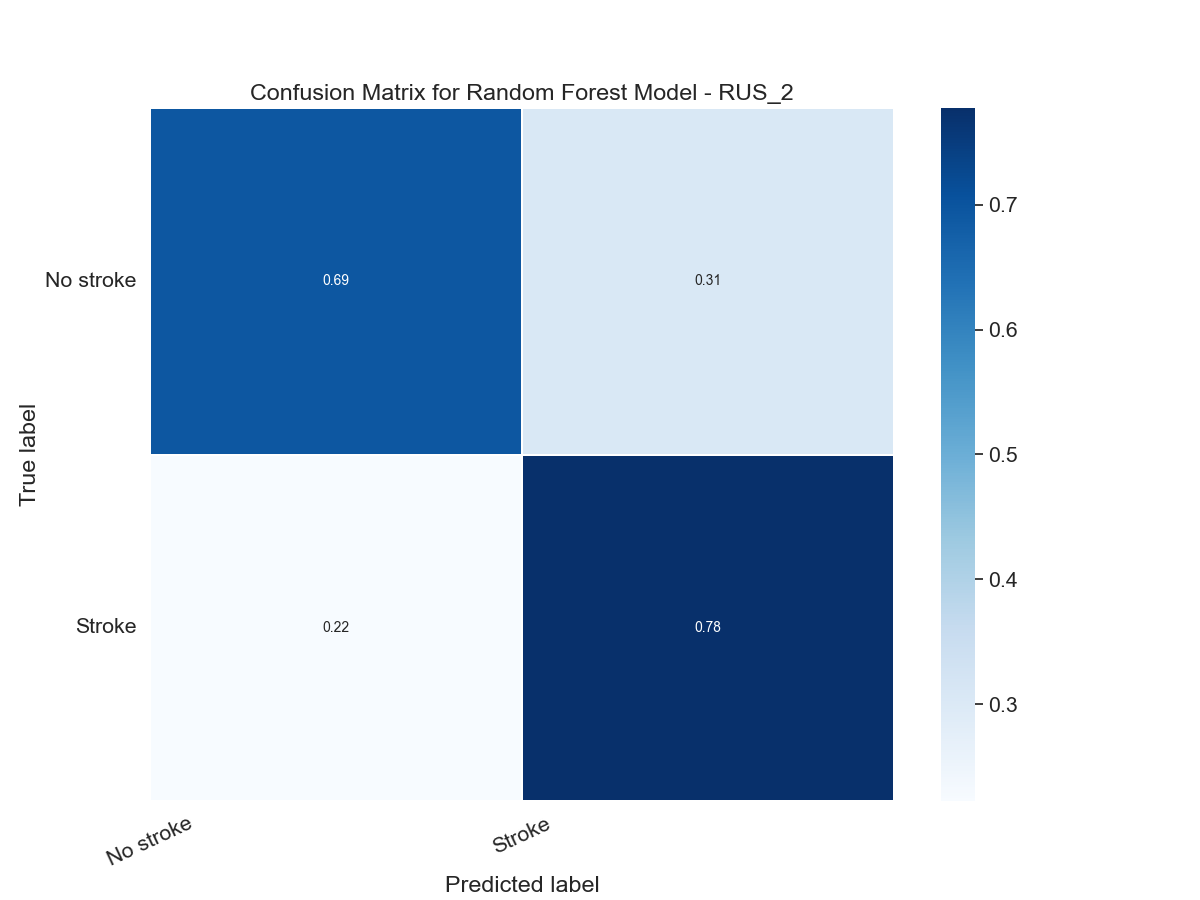 Confusion Matrix for Random Forest Model - RUS_2
True label
No stroke
0.69
0.31
Stroke
0.22
0.78
No stroke
Stroke
Predicted label
0.7
0.6
0.5
0.4
0.3